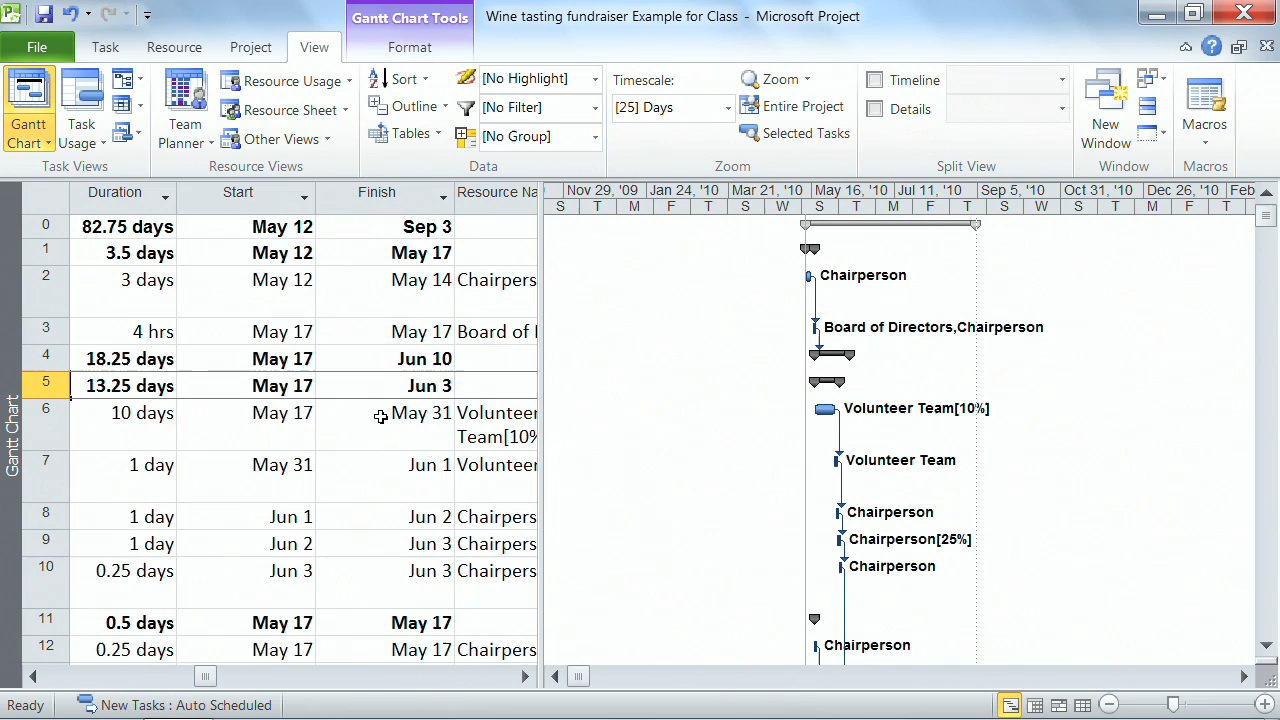 Gantt Chart Tools
Wine tasting fundraiser Example for Class - Microsoft Project
File
Task
Resource
Project
View
Format
Gantt Chart
Task Usage
Team Planner
Resource Usage
Resource Sheet
Other Views
Sort
Outline
Tables
[No Highlight]
[No Filter]
[No Group]
Timescale:
[25] Days
Zoom
Entire Project
Selected Tasks
Timeline
Details
New Window
Macros
Task Views
Resource Views
Data
Zoom
Split View
Window
Macros
Duration Start Finish Resource Na
Nov 29, '09 Jan 24, '10 Mar 21, '10 May 16, '10 Jul 11, '10 Sep 5, '10 Oct 31, '10 Dec 26, '10 Feb
S T M F T S W S T M F T S W S T M F T
0 82.75 days May 12 Sep 3
1 3.5 days May 12 May 17
2 3 days May 12 May 14 Chairpers
Chairperson
3 4 hrs May 17 May 17 Board of
Board of Directors,Chairperson
4 18.25 days May 17 Jun 10
5 13.25 days May 17 Jun 3
6 10 days May 17 May 31 Volunteer
Team[10%
Volunteer Team[10%]
7 1 day May 31 Jun 1 Volunteer
Volunteer Team
8 1 day Jun 1 Jun 2 Chairpers
Chairperson
9 1 day Jun 2 Jun 3 Chairpers
Chairperson[25%]
10 0.25 days Jun 3 Jun 3 Chairpers
Chairperson
11 0.5 days May 17 May 17
12 0.25 days May 17 May 17 Chairpers
Chairperson
Gantt Chart
Ready
New Tasks : Auto Scheduled